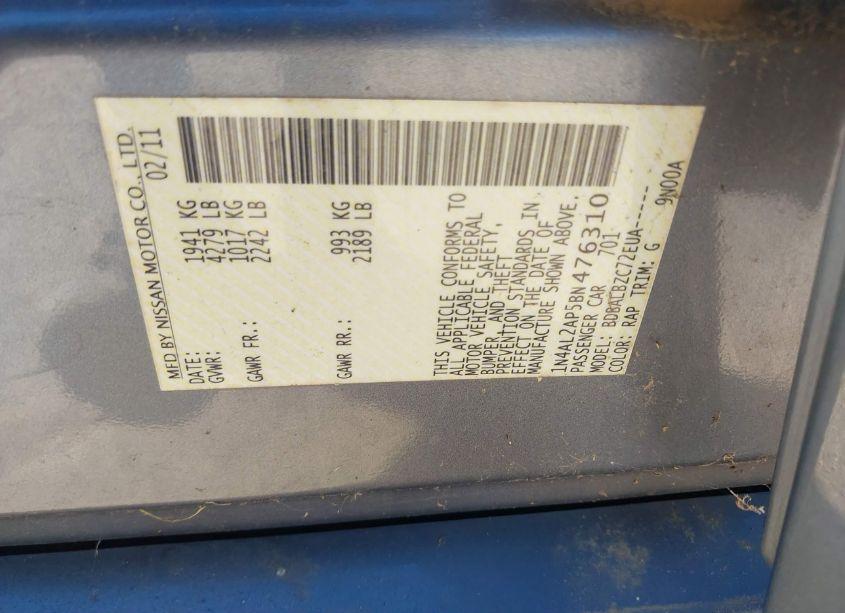 MFD BY NISSAN MOTOR CO., LTD.
DATE: 02/11
GVWR: 1941 KG
4279 LB
GAWR FR.: 1017 KG
2242 LB
GAWR RR.: 993 KG
2189 LB
THIS VEHICLE CONFORMS TO
ALL APPLICABLE FEDERAL
MOTOR VEHICLE SAFETY,
BUMPER, AND THEFT
PREVENTION STANDARDS IN
EFFECT ON THE DATE OF
MANUFACTURE SHOWN ABOVE.
1N4AL2AP5BN476310
PASSENGER CAR 701
MODEL: BDBALBZC72EUA------
COLOR: RAP TRIM: G 9N00A